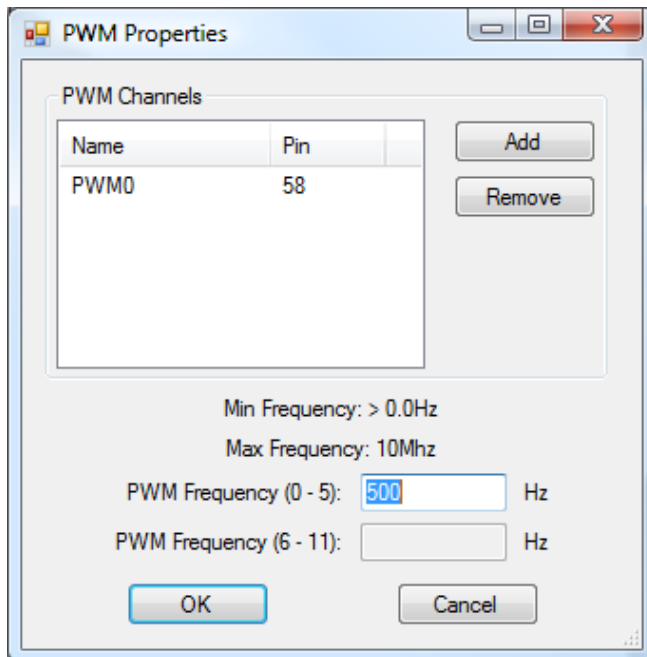 PWM Properties
PWM Channels
Name Pin
PWM0 58
Add
Remove
Min Frequency: > 0.0Hz
Max Frequency: 10Mhz
PWM Frequency (0 - 5): 500 Hz
PWM Frequency (6 - 11): Hz
OK Cancel